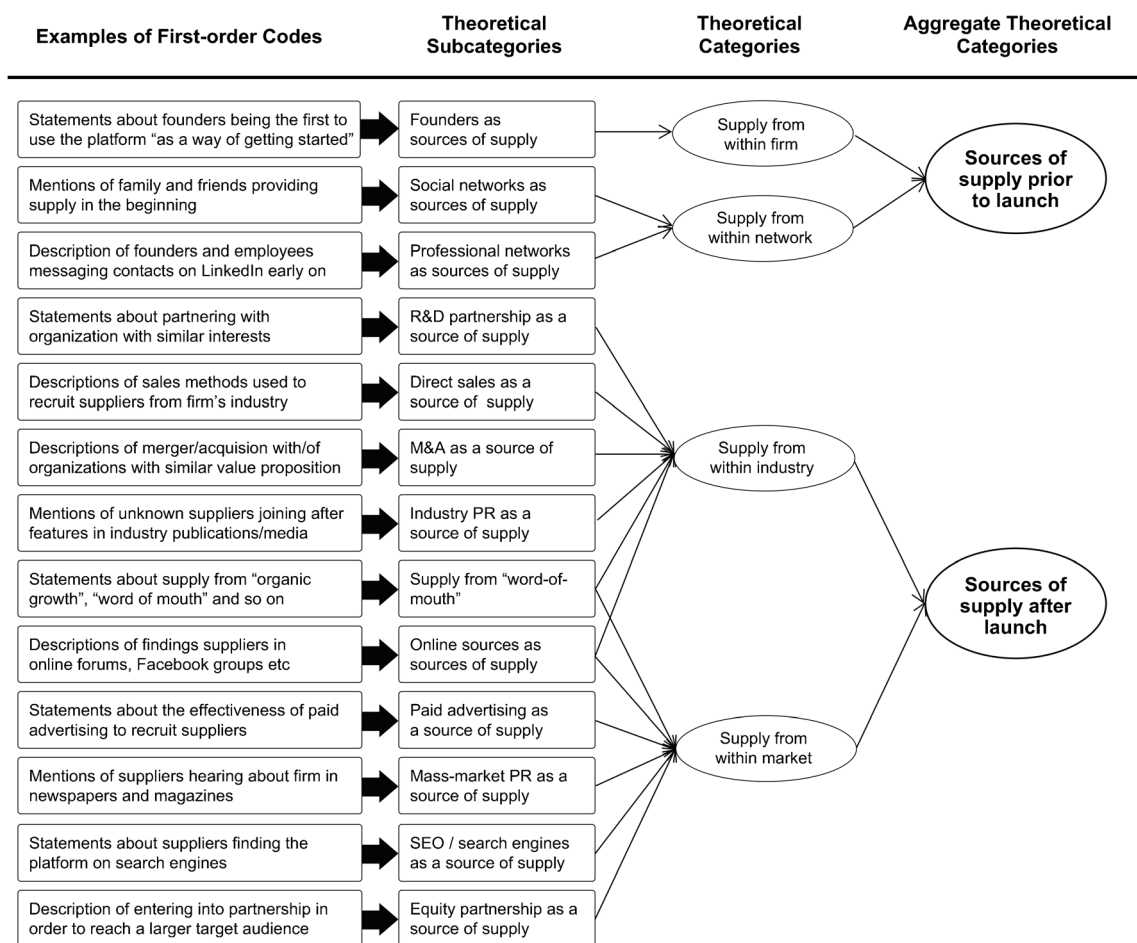 Examples of First-order Codes
Theoretical
Subcategories
Theoretical
Categories
Aggregate Theoretical
Categories
Statements about founders being the first to
use the platform “as a way of getting started”
Founders as
sources of supply
Supply from
within firm
Sources of
supply prior
to launch
Mentions of family and friends providing
supply in the beginning
Social networks as
sources of supply
Supply from
within network
Description of founders and employees
messaging contacts on LinkedIn early on
Professional networks
as sources of supply
Statements about partnering with
organization with similar interests
R&D partnership as a
source of supply
Descriptions of sales methods used to
recruit suppliers from firm’s industry
Direct sales as a
source of  supply
Descriptions of merger/acquision with/of
organizations with similar value proposition
M&A as a source of
supply
Supply from
within industry
Mentions of unknown suppliers joining after
features in industry publications/media
Industry PR as a
source of supply
Statements about supply from “organic
growth”, “word of mouth” and so on
Supply from “word-of-
mouth”
Sources of
supply after
launch
Descriptions of findings suppliers in
online forums, Facebook groups etc
Online sources as
sources of supply
Statements about the effectiveness of paid
advertising to recruit suppliers
Paid advertising as
a source of supply
Supply from
within market
Mentions of suppliers hearing about firm in
newspapers and magazines
Mass-market PR as a
source of supply
Statements about suppliers finding the
platform on search engines
SEO / search engines
as a source of supply
Description of entering into partnership in
order to reach a larger target audience
Equity partnership as a
source of supply